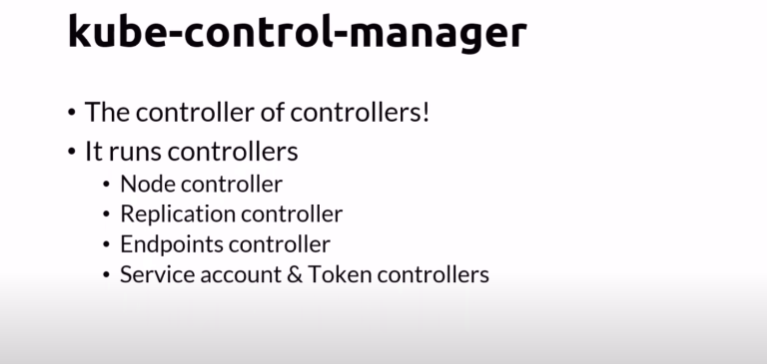 kube-control-manager
• The controller of controllers!
• It runs controllers
• Node controller
• Replication controller
• Endpoints controller
• Service account & Token controllers